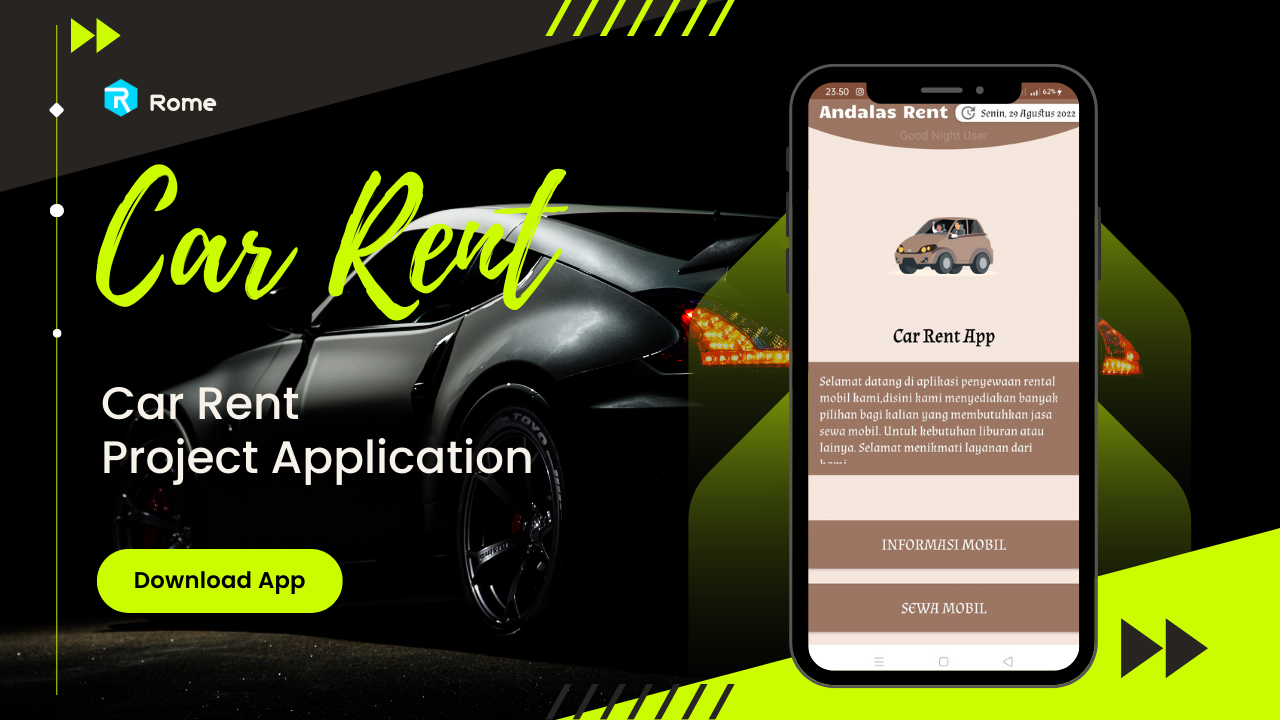 Rome
Car Rent
Car Rent
Project Application
Download App
TOYO
23.50
62%
Andalas Rent
Senin, 29 Agustus 2022
Good Night User
Car Rent App
Selamat datang di aplikasi penyewaan rental
mobil kami,disini kami menyediakan banyak
pilihan bagi kalian yang membutuhkan jasa
sewa mobil. Untuk kebutuhan liburan atau
lainya. Selamat menikmati layanan dari
INFORMASI MOBIL
SEWA MOBIL